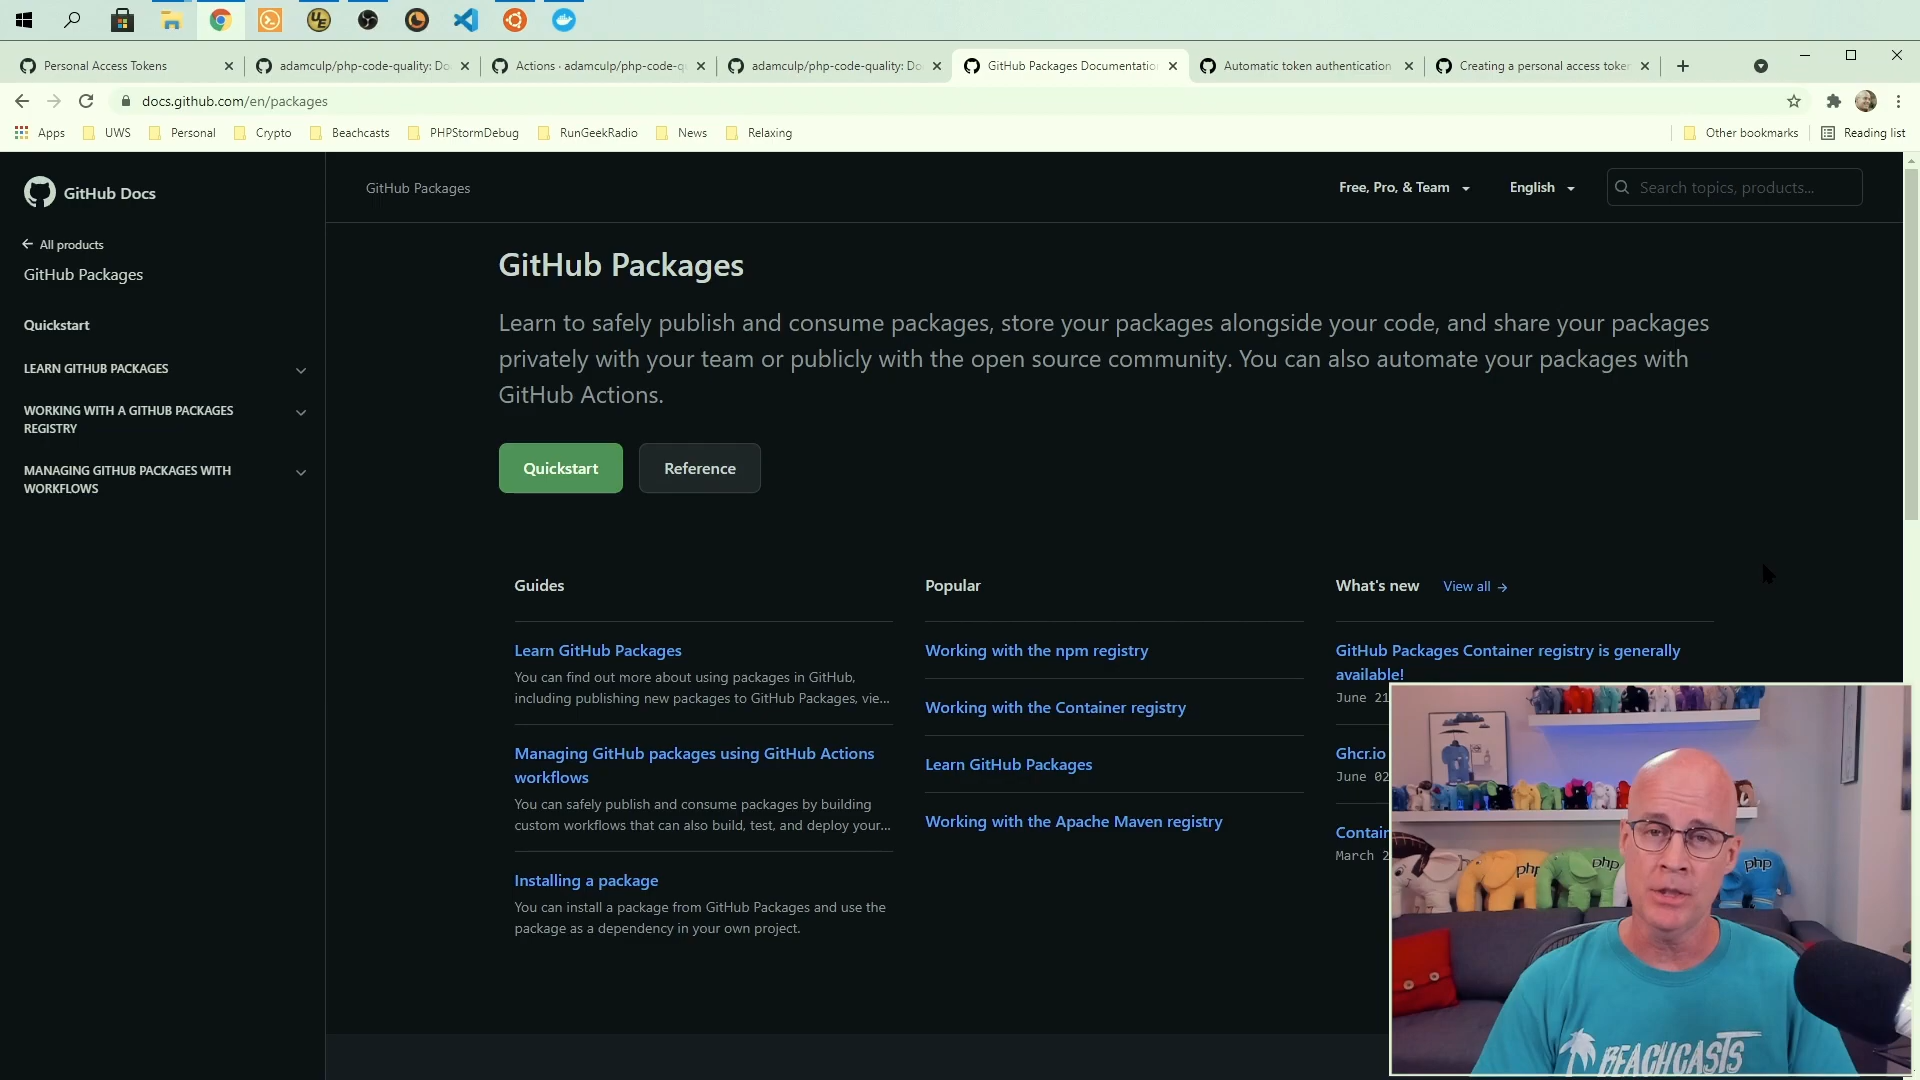 Personal Access Tokens
adamculp/php-code-quality: Do
Actions · adamculp/php-code-q
adamculp/php-code-quality: Do
GitHub Packages Documentatio
Automatic token authentication
Creating a personal access token
docs.github.com/en/packages
Apps
UWS
Personal
Crypto
Beachcasts
PHPStormDebug
RunGeekRadio
News
Relaxing
Other bookmarks
Reading list
GitHub Docs
GitHub Packages
Free, Pro, & Team
English
Search topics, products...
All products
GitHub Packages
Quickstart
LEARN GITHUB PACKAGES
WORKING WITH A GITHUB PACKAGES
REGISTRY
MANAGING GITHUB PACKAGES WITH
WORKFLOWS
GitHub Packages
Learn to safely publish and consume packages, store your packages alongside your code, and share your packages
privately with your team or publicly with the open source community. You can also automate your packages with
GitHub Actions.
Quickstart
Reference
Guides
Learn GitHub Packages
You can find out more about using packages in GitHub,
including publishing new packages to GitHub Packages, vie...
Managing GitHub packages using GitHub Actions
workflows
You can safely publish and consume packages by building
custom workflows that can also build, test, and deploy your...
Installing a package
You can install a package from GitHub Packages and use the
package as a dependency in your own project.
Popular
Working with the npm registry
Working with the Container registry
Learn GitHub Packages
Working with the Apache Maven registry
What's new
View all →
GitHub Packages Container registry is generally
available!
June 21
Ghcr.io
June 02
Contain
March 2
php
php
php
BEACHCASTS